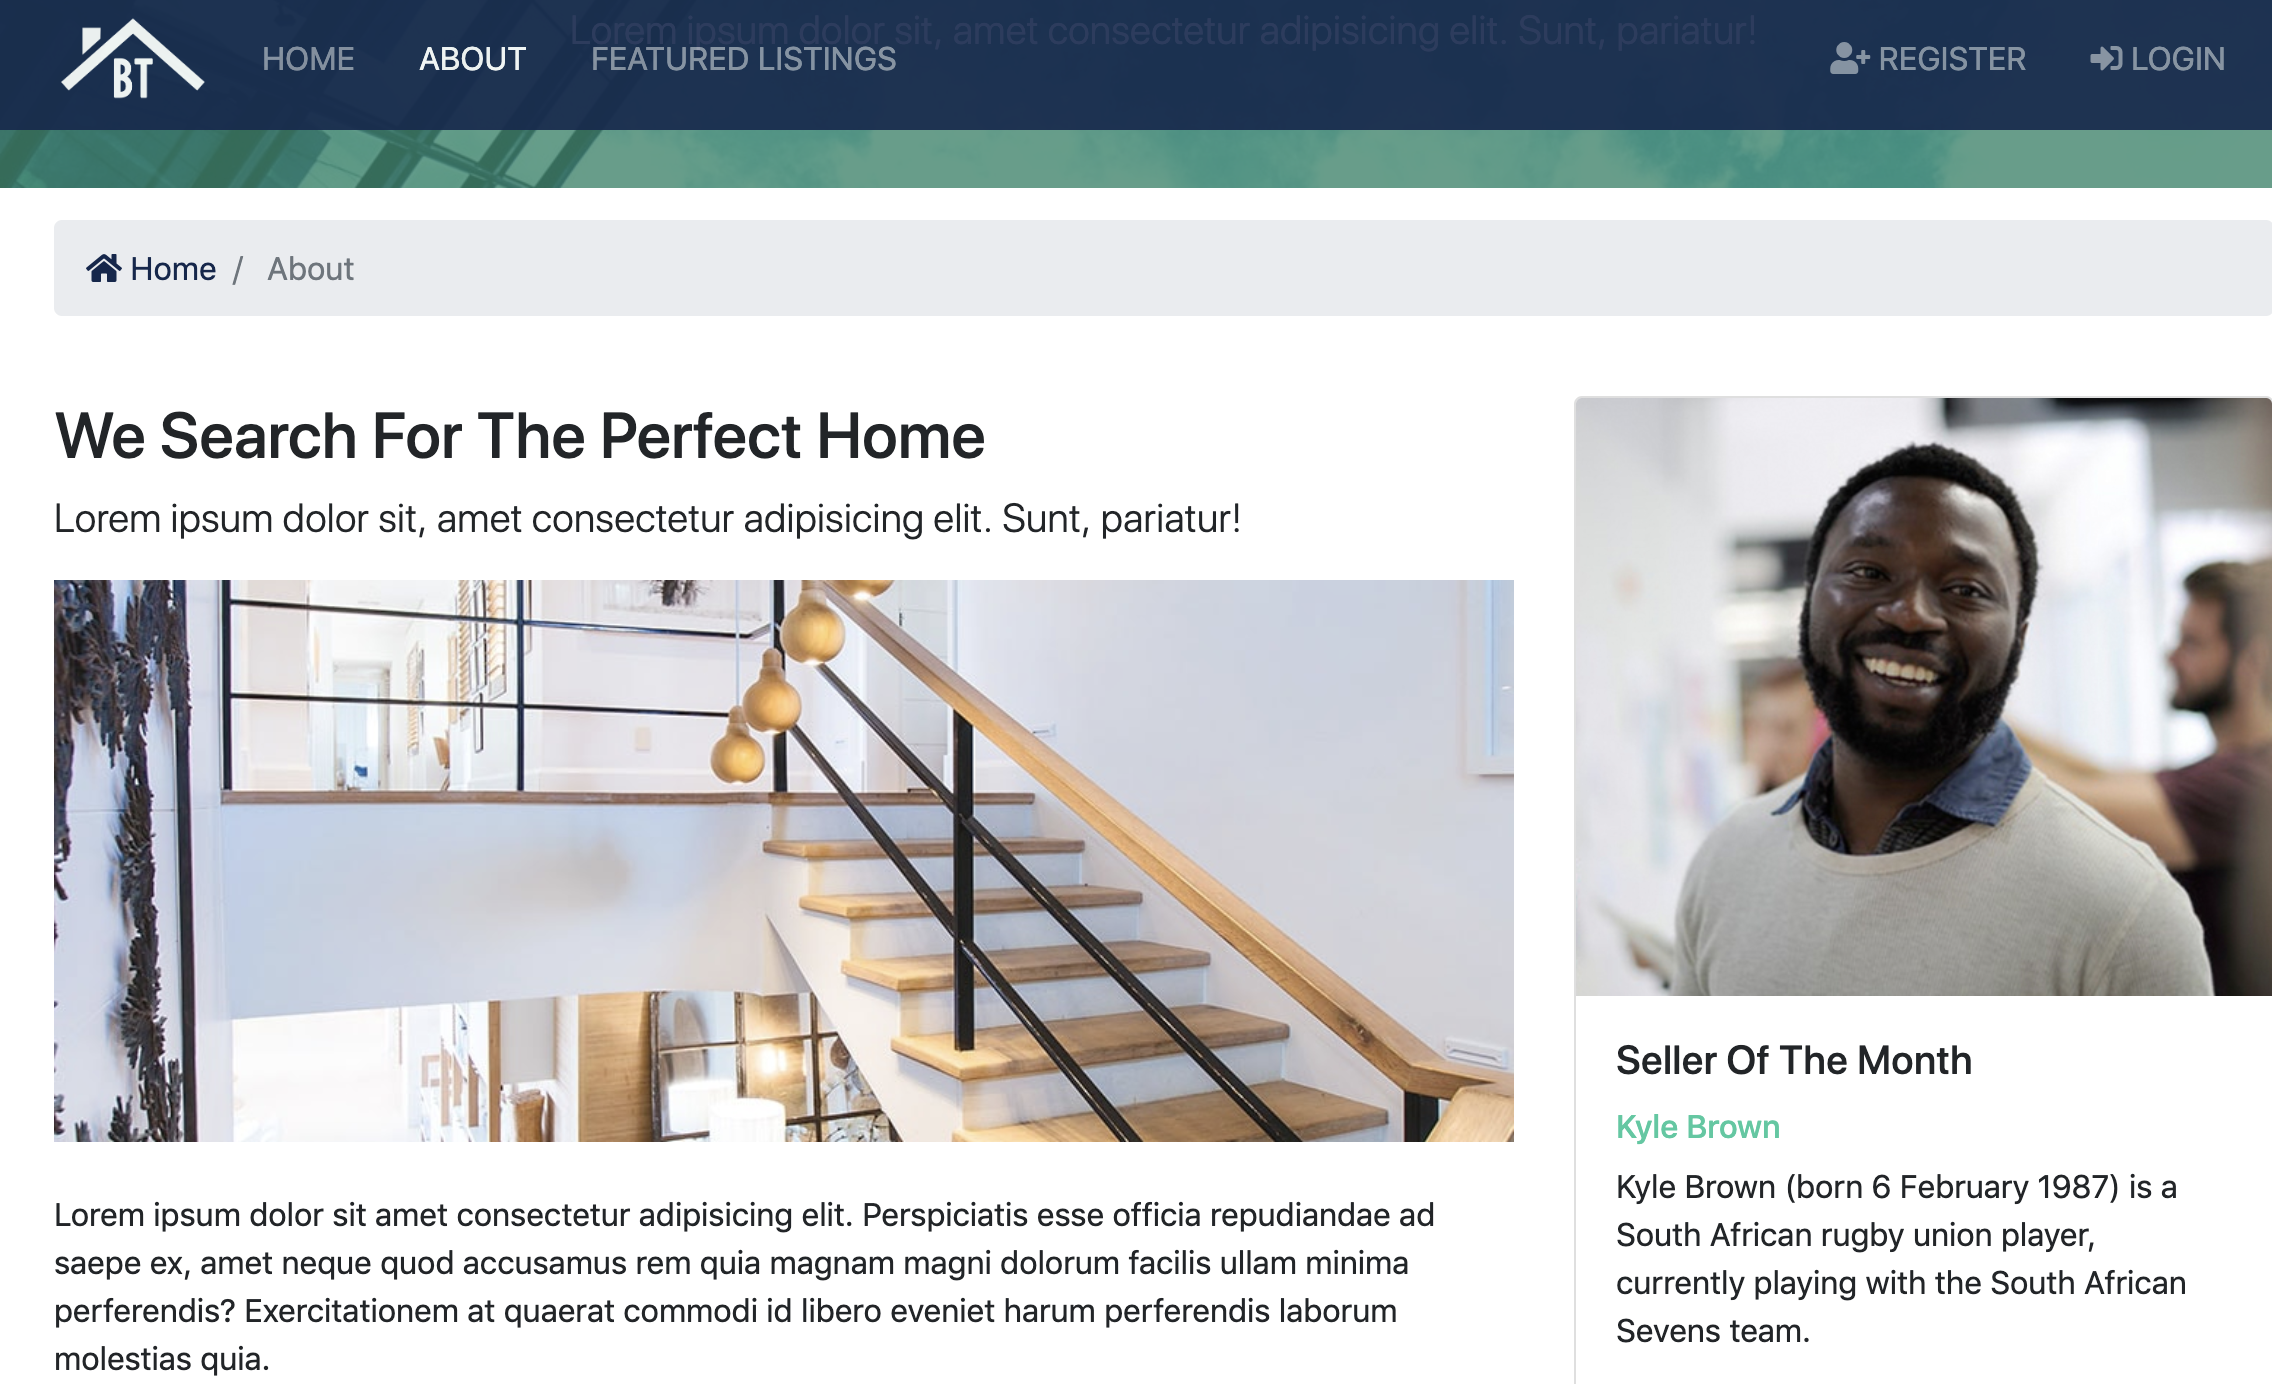 Lorem ipsum dolor sit, amet consectetur adipisicing elit. Sunt, pariatur!
BT
HOME
ABOUT
FEATURED LISTINGS
REGISTER
LOGIN
Home / About
We Search For The Perfect Home
Lorem ipsum dolor sit, amet consectetur adipisicing elit. Sunt, pariatur!
Lorem ipsum dolor sit amet consectetur adipisicing elit. Perspiciatis esse officia repudiandae ad
saepe ex, amet neque quod accusamus rem quia magnam magni dolorum facilis ullam minima
perferendis? Exercitationem at quaerat commodi id libero eveniet harum perferendis laborum
molestias quia.
Seller Of The Month
Kyle Brown
Kyle Brown (born 6 February 1987) is a
South African rugby union player,
currently playing with the South African
Sevens team.